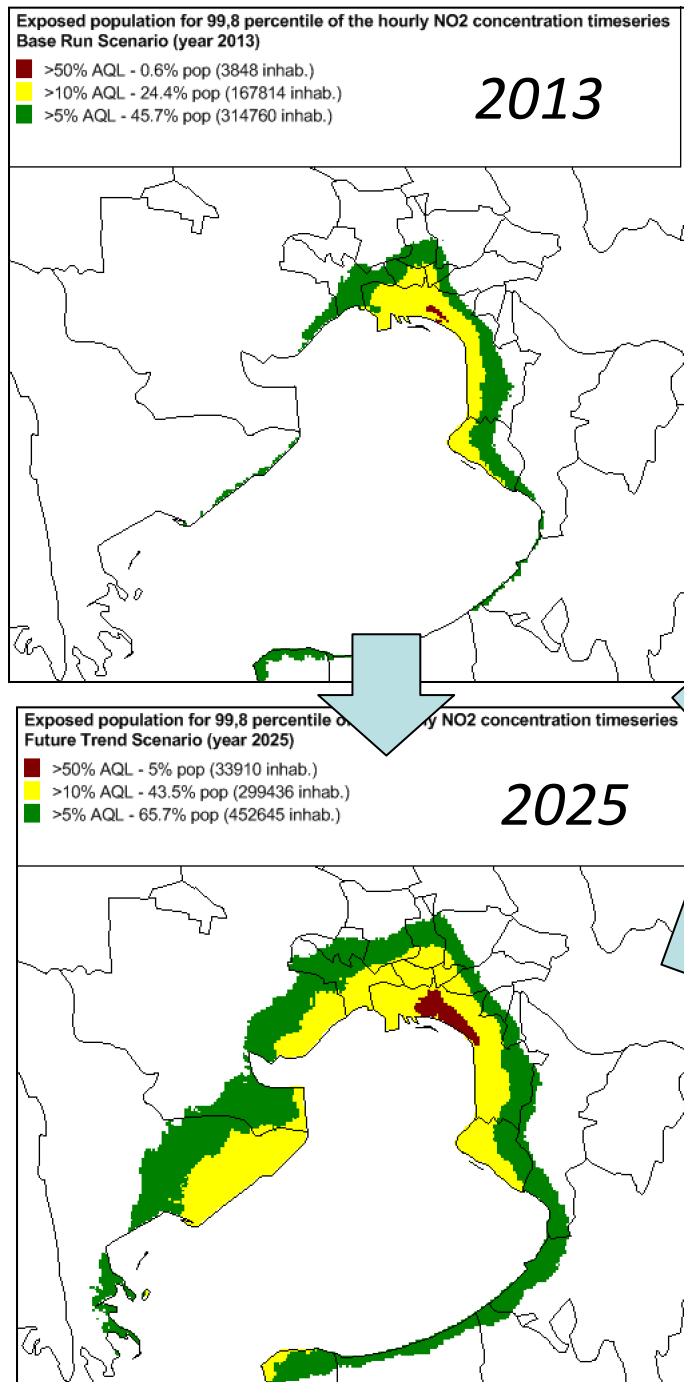 Exposed population for 99,8 percentile of the hourly NO2 concentration timeseries
Base Run Scenario (year 2013)
>50% AQL - 0.6% pop (3848 inhab.)
>10% AQL - 24.4% pop (167814 inhab.)
>5% AQL - 45.7% pop (314760 inhab.)
2013
Exposed population for 99,8 percentile o hourly NO2 concentration timeseries
Future Trend Scenario (year 2025)
>50% AQL - 5% pop (33910 inhab.)
>10% AQL - 43.5% pop (299436 inhab.)
>5% AQL - 65.7% pop (452645 inhab.)
2025